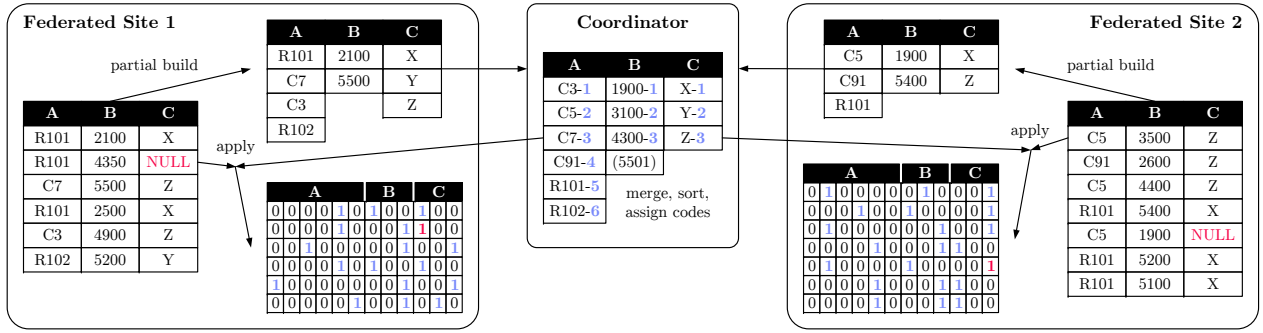 Federated Site 1
A B C
R101 2100 X
C7 5500 Y
C3 Z
R102
partial build
A B C
R101 2100 X
R101 4350 NULL
C7 5500 Z
R101 2500 X
C3 4900 Z
R102 5200 Y
apply
A B C
0 0 0 0 1 0 1 0 0 1 0 0
0 0 0 0 1 0 0 0 1 1 0 0
0 0 1 0 0 0 0 0 1 0 0 1
0 0 0 0 1 0 1 0 0 1 0 0
1 0 0 0 0 0 0 0 1 0 0 1
0 0 0 0 0 1 0 0 1 0 1 0
Coordinator
A B C
C3-1 1900-1 X-1
C5-2 3100-2 Y-2
C7-3 4300-3 Z-3
C91-4 (5501)
R101-5
R102-6
merge, sort,
assign codes
Federated Site 2
A B C
C5 1900 X
C91 5400 Z
R101
partial build
A B C
C5 3500 Z
C91 2600 Z
C5 4400 Z
R101 5400 X
C5 1900 NULL
R101 5200 X
R101 5100 X
apply
A B C
0 1 0 0 0 0 0 1 0 0 0 1
0 0 0 1 0 0 1 0 0 0 0 1
0 1 0 0 0 0 0 0 1 0 0 1
0 0 0 0 1 0 0 0 1 1 0 0
0 1 0 0 0 0 1 0 0 0 0 1
0 0 0 0 1 0 0 0 1 1 0 0
0 0 0 0 1 0 0 0 1 1 0 0